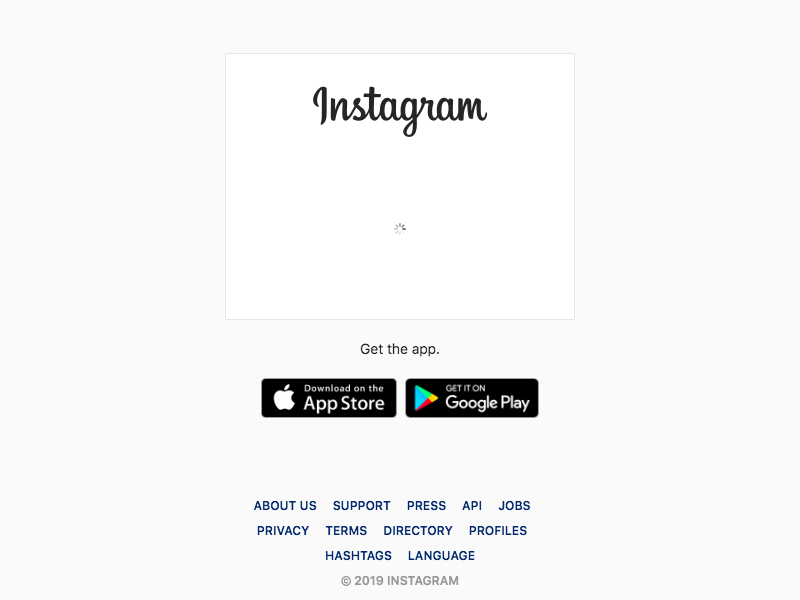 Instagram
Get the app.
Download on the
App Store
GET IT ON
Google Play
ABOUT US SUPPORT PRESS API JOBS
PRIVACY TERMS DIRECTORY PROFILES
HASHTAGS LANGUAGE
© 2019 INSTAGRAM